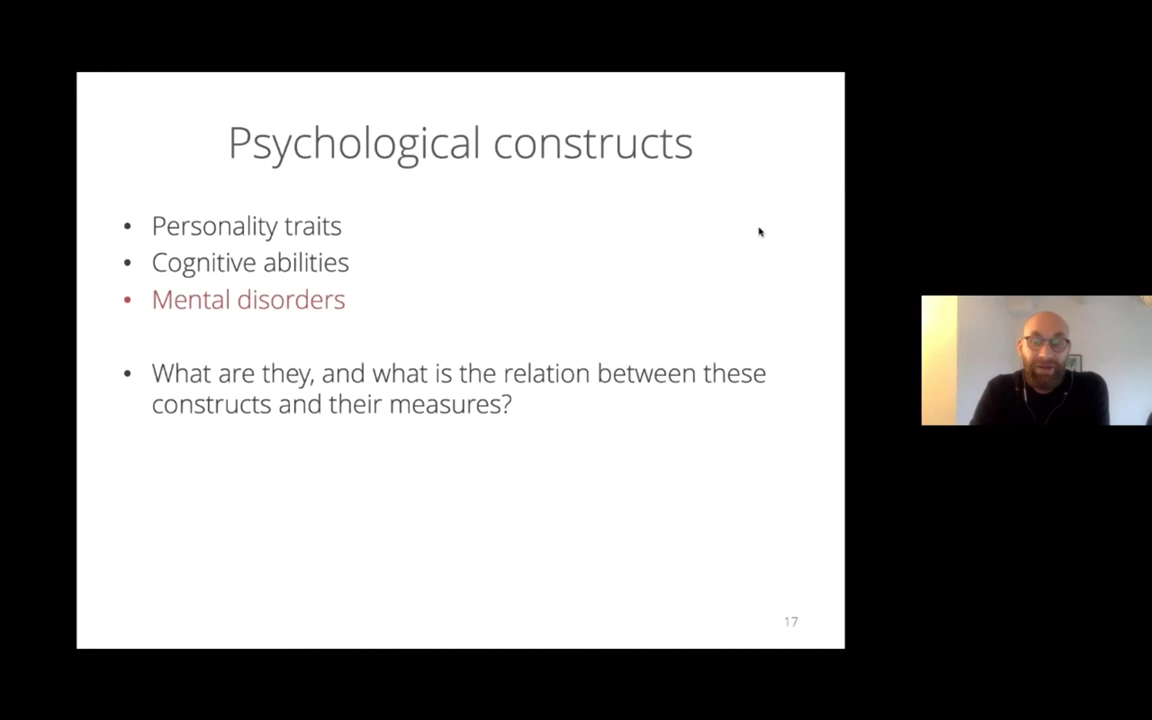 Psychological constructs
• Personality traits
• Cognitive abilities
• Mental disorders
• What are they, and what is the relation between these
constructs and their measures?
17